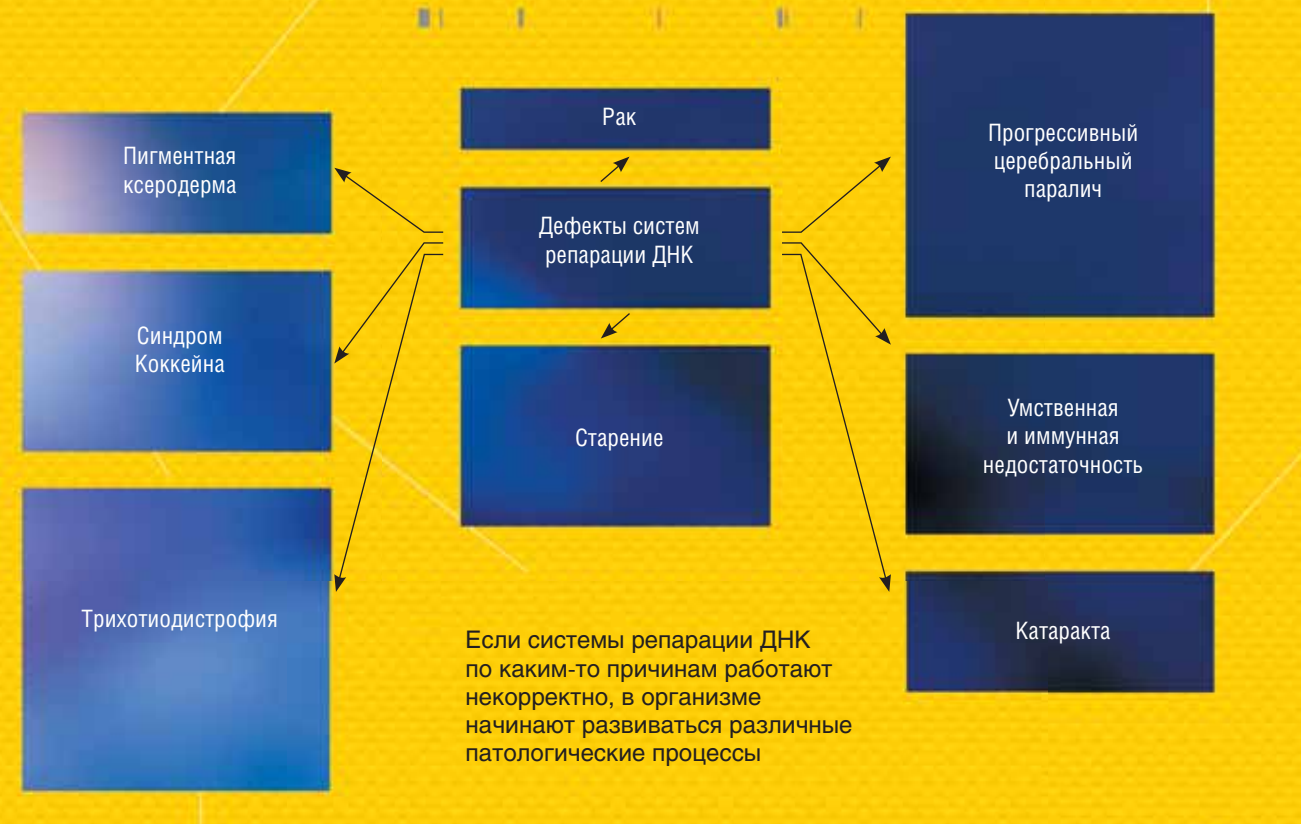 Рак
Пигментная
ксеродерма
Дефекты систем
репарации ДНК
Прогрессивный
церебральный
паралич
Синдром
Коккейна
Старение
Умственная
и иммунная
недостаточность
Трихотиодистрофия
Катаракта
Если системы репарации ДНК
по каким-то причинам работают
некорректно, в организме
начинают развиваться различные
патологические процессы